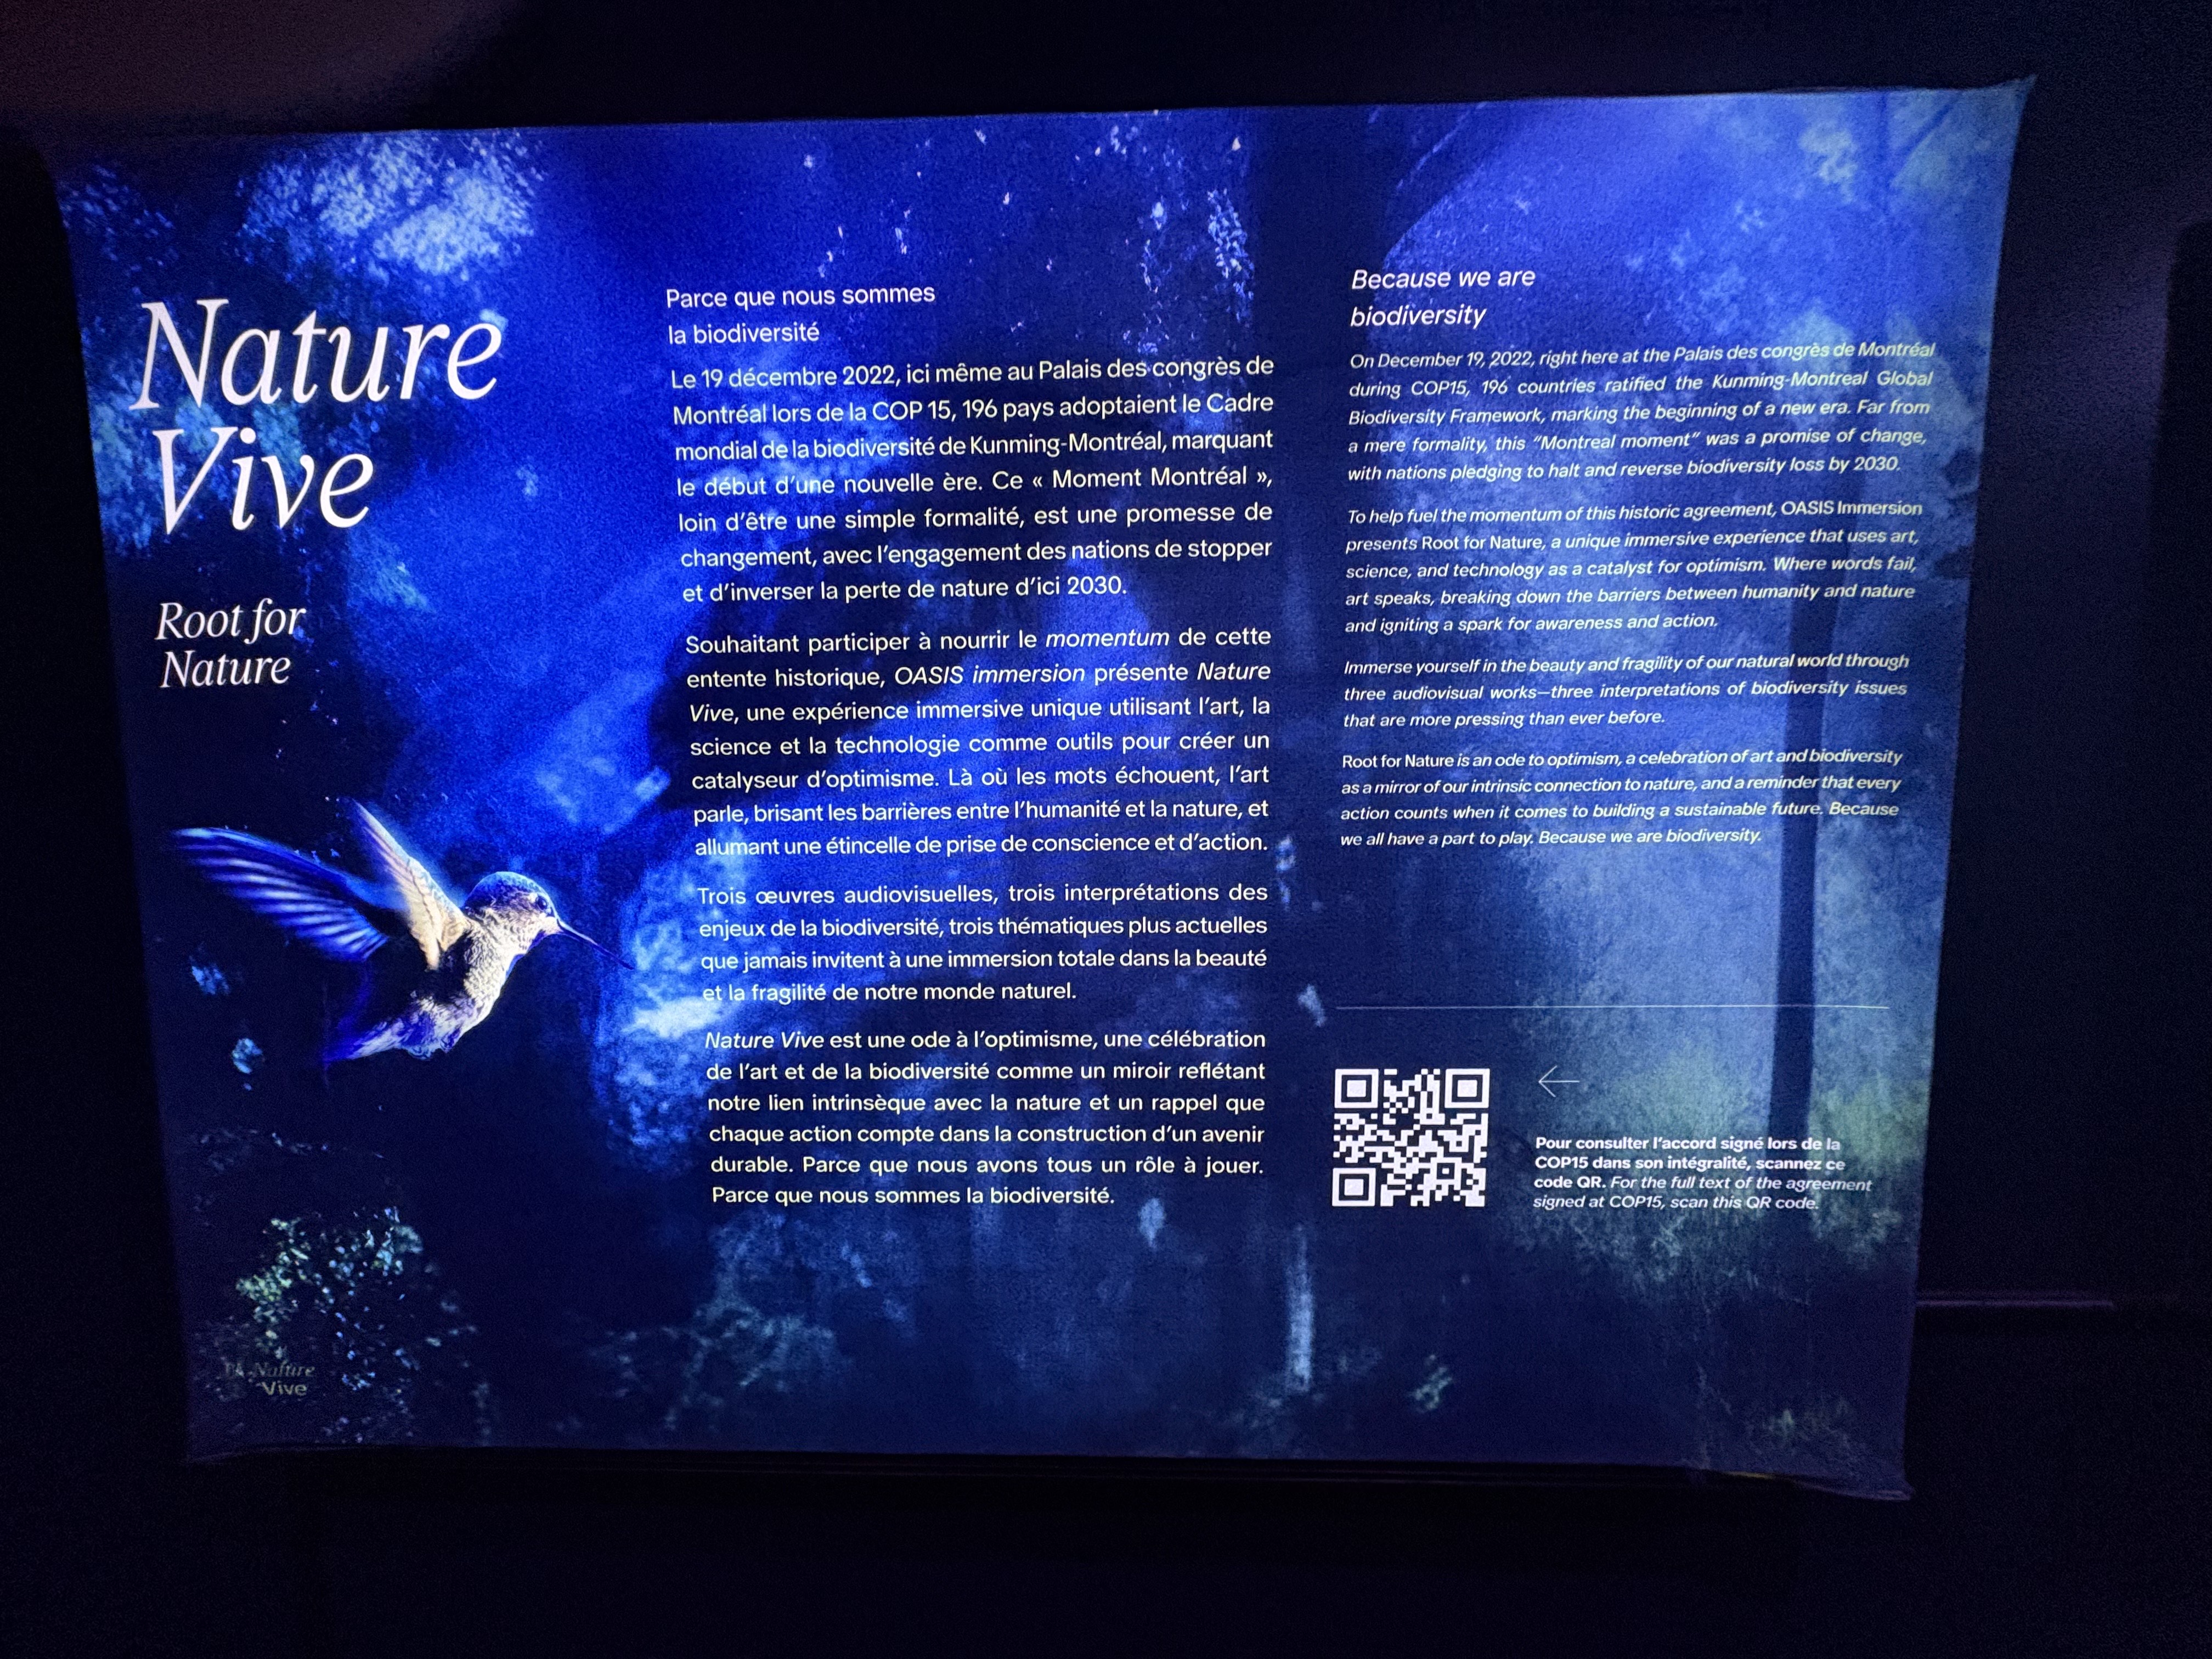 Nature
Vive
Root for
Nature
Parce que nous sommes
la biodiversité
Le 19 décembre 2022, ici même au Palais des congrès de
Montréal lors de la COP 15, 196 pays adoptaient le Cadre
mondial de la biodiversité de Kunming-Montréal, marquant
le début d’une nouvelle ère. Ce « Moment Montréal »,
loin d’être une simple formalité, est une promesse de
changement, avec l’engagement des nations de stopper
et d’inverser la perte de nature d’ici 2030.
Souhaitant participer à nourrir le momentum de cette
entente historique, OASIS immersion présente Nature
Vive, une expérience immersive unique utilisant l’art, la
science et la technologie comme outils pour créer un
catalyseur d’optimisme. Là où les mots échouent, l’art
parle, brisant les barrières entre l’humanité et la nature, et
allumant une étincelle de prise de conscience et d’action.
Trois œuvres audiovisuelles, trois interprétations des
enjeux de la biodiversité, trois thématiques plus actuelles
que jamais invitent à une immersion totale dans la beauté
et la fragilité de notre monde naturel.
Nature Vive est une ode à l’optimisme, une célébration
de l’art et de la biodiversité comme un miroir reflétant
notre lien intrinsèque avec la nature et un rappel que
chaque action compte dans la construction d’un avenir
durable. Parce que nous avons tous un rôle à jouer.
Parce que nous sommes la biodiversité.
Because we are
biodiversity
On December 19, 2022, right here at the Palais des congrès de Montréal
during COP15, 196 countries ratified the Kunming-Montreal Global
Biodiversity Framework, marking the beginning of a new era. Far from
a mere formality, this “Montreal moment” was a promise of change,
with nations pledging to halt and reverse biodiversity loss by 2030.
To help fuel the momentum of this historic agreement, OASIS Immersion
presents Root for Nature, a unique immersive experience that uses art,
science, and technology as a catalyst for optimism. Where words fail,
art speaks, breaking down the barriers between humanity and nature
and igniting a spark for awareness and action.
Immerse yourself in the beauty and fragility of our natural world through
three audiovisual works—three interpretations of biodiversity issues
that are more pressing than ever before.
Root for Nature is an ode to optimism, a celebration of art and biodiversity
as a mirror of our intrinsic connection to nature, and a reminder that every
action counts when it comes to building a sustainable future. Because
we all have a part to play. Because we are biodiversity.
Pour consulter l’accord signé lors de la
COP15 dans son intégralité, scannez ce
code QR. For the full text of the agreement
signed at COP15, scan this QR code.
Nature
Vive